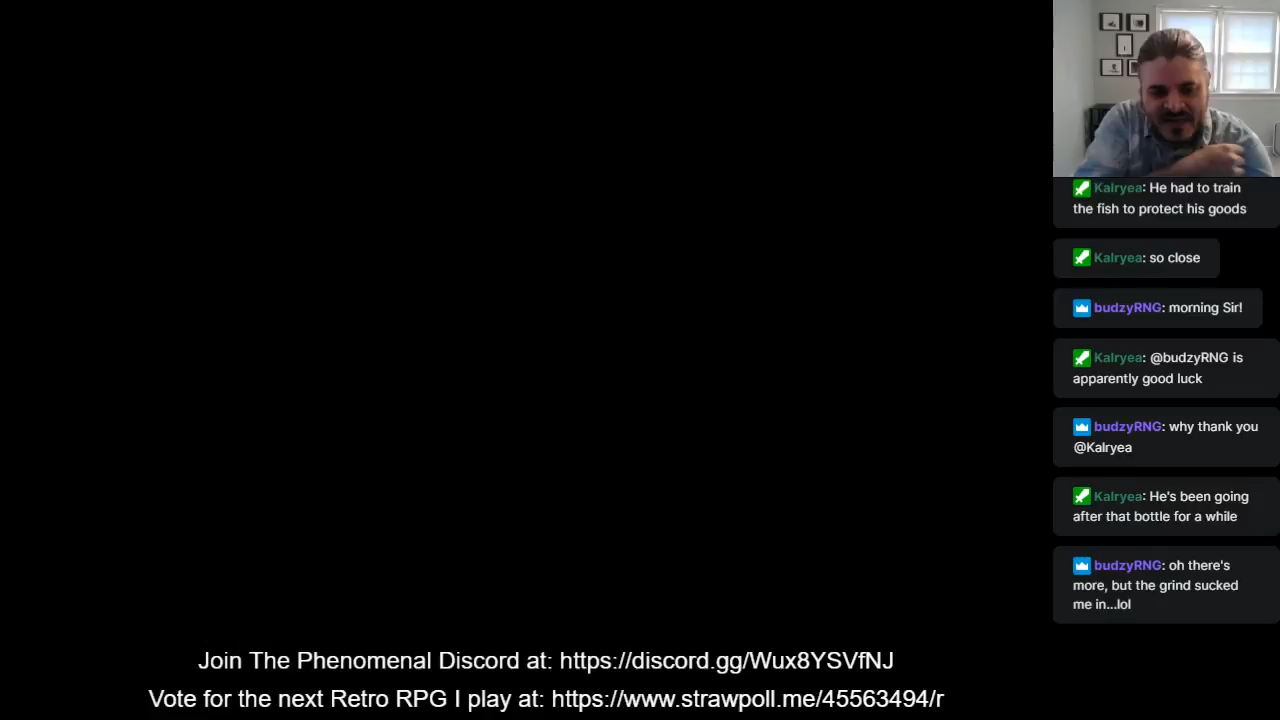 Kalryea: He had to train
the fish to protect his goods
Kalryea: so close
budzyRNG: morning Sir!
Kalryea: @budzyRNG is
apparently good luck
budzyRNG: why thank you
@Kalryea
Kalryea: He's been going
after that bottle for a while
budzyRNG: oh there's
more, but the grind sucked
me in...lol
Join The Phenomenal Discord at: https://discord.gg/Wux8YSVfNJ
Vote for the next Retro RPG I play at: https://www.strawpoll.me/45563494/r